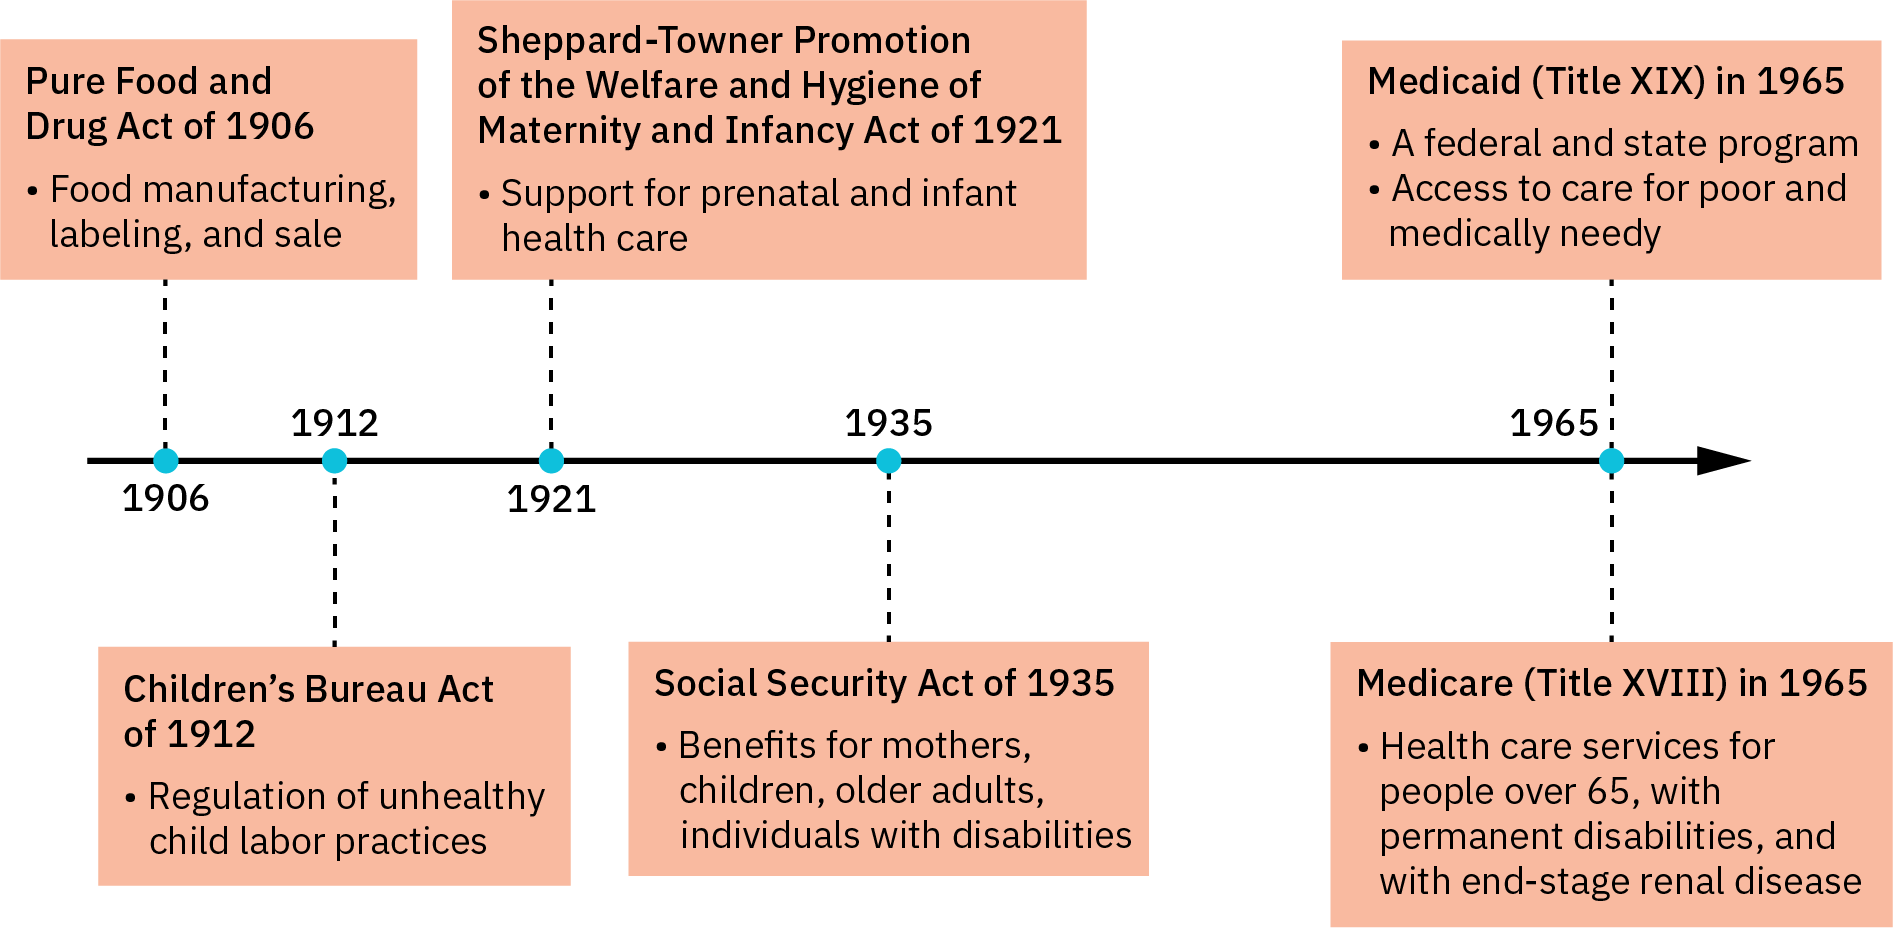 Pure Food and
Drug Act of 1906
• Food manufacturing,
labeling, and sale
Sheppard-Towner Promotion
of the Welfare and Hygiene of
Maternity and Infancy Act of 1921
• Support for prenatal and infant
health care
Medicaid (Title XIX) in 1965
• A federal and state program
• Access to care for poor and
medically needy
1906
1912
1921
1935
1965
Children’s Bureau Act
of 1912
• Regulation of unhealthy
child labor practices
Social Security Act of 1935
• Benefits for mothers,
children, older adults,
individuals with disabilities
Medicare (Title XVIII) in 1965
• Health care services for
people over 65, with
permanent disabilities, and
with end-stage renal disease